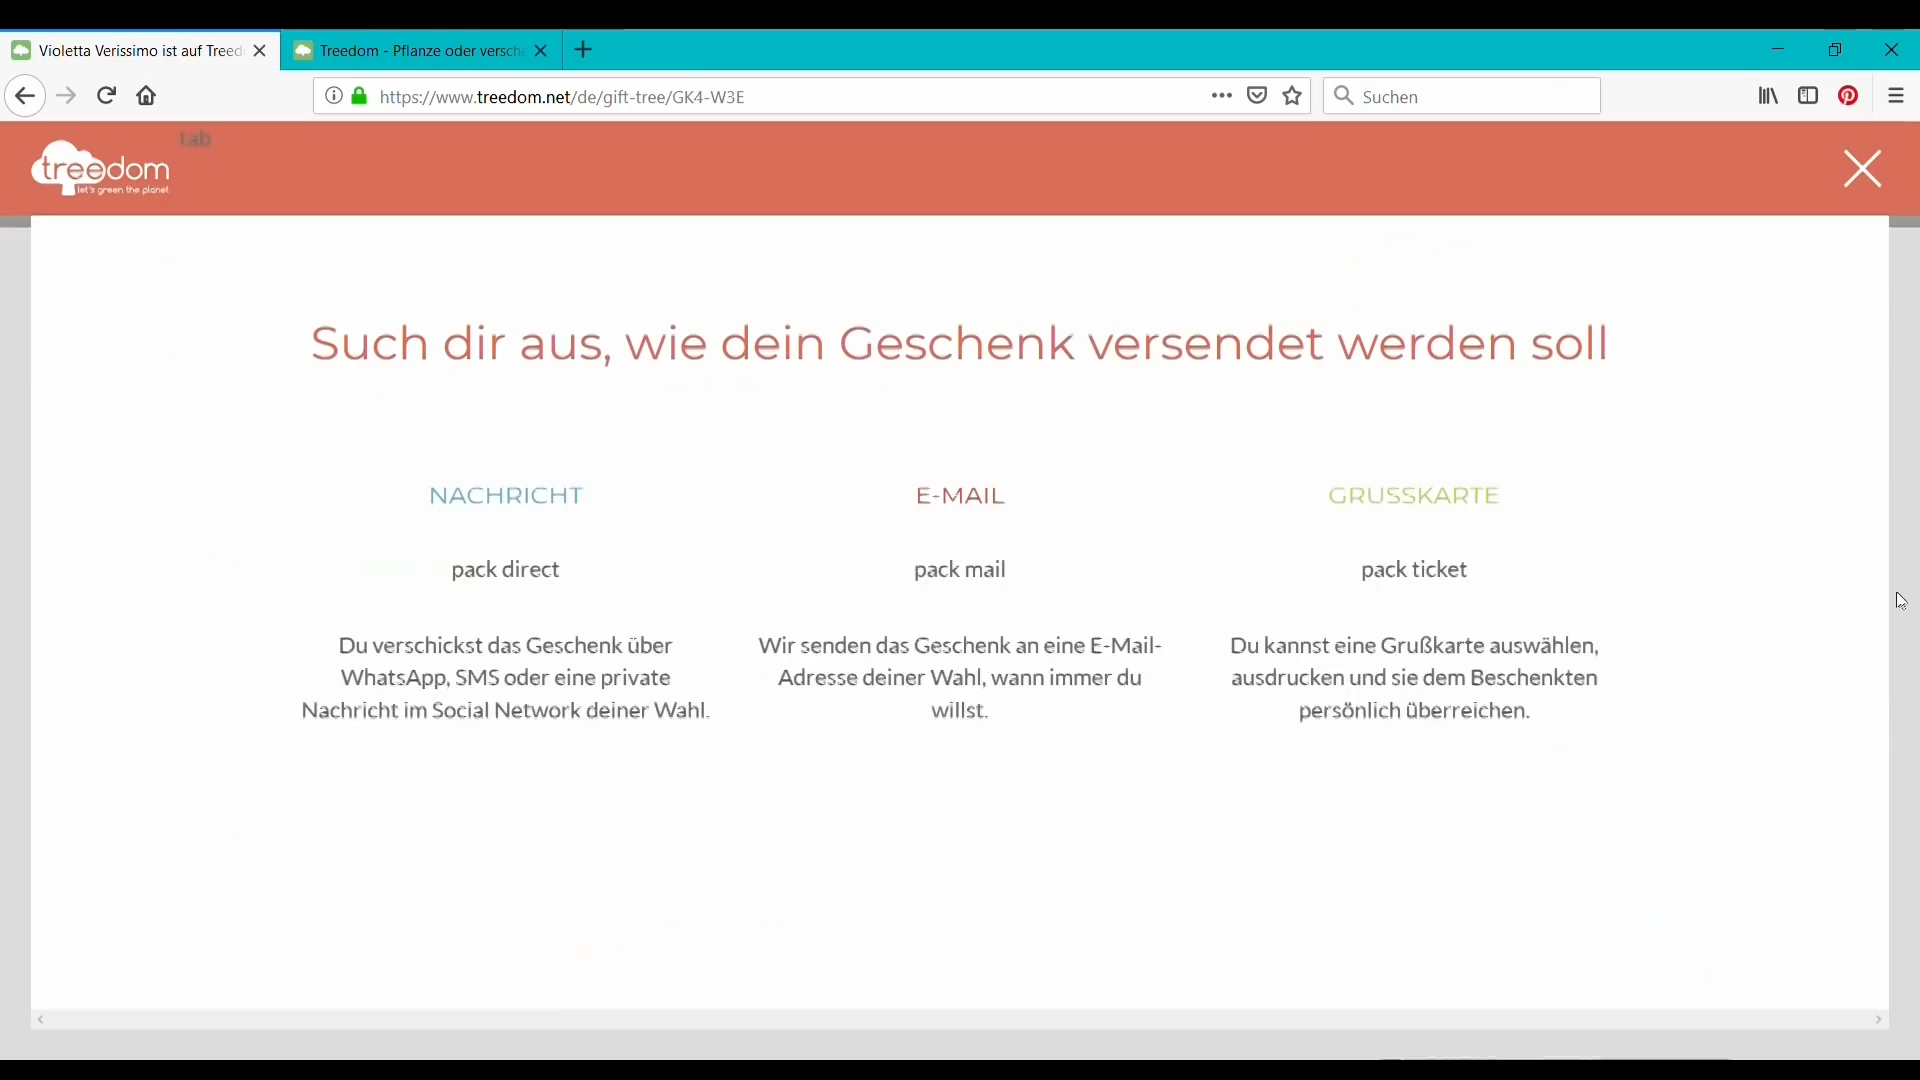 Violetta Verissimo ist auf Treed
Treedom - Pflanze oder versch
https://www.treedom.net/de/gift-tree/GK4-W3E
Suchen
tab
treedom
let's green the planet
Such dir aus, wie dein Geschenk versendet werden soll
NACHRICHT
pack direct
Du verschickst das Geschenk über
WhatsApp, SMS oder eine private
Nachricht im Social Network deiner Wahl.
E-MAIL
pack mail
Wir senden das Geschenk an eine E-Mail-
Adresse deiner Wahl, wann immer du
willst.
GRUSSKARTE
pack ticket
Du kannst eine Grußkarte auswählen,
ausdrucken und sie dem Beschenkten
persönlich überreichen.